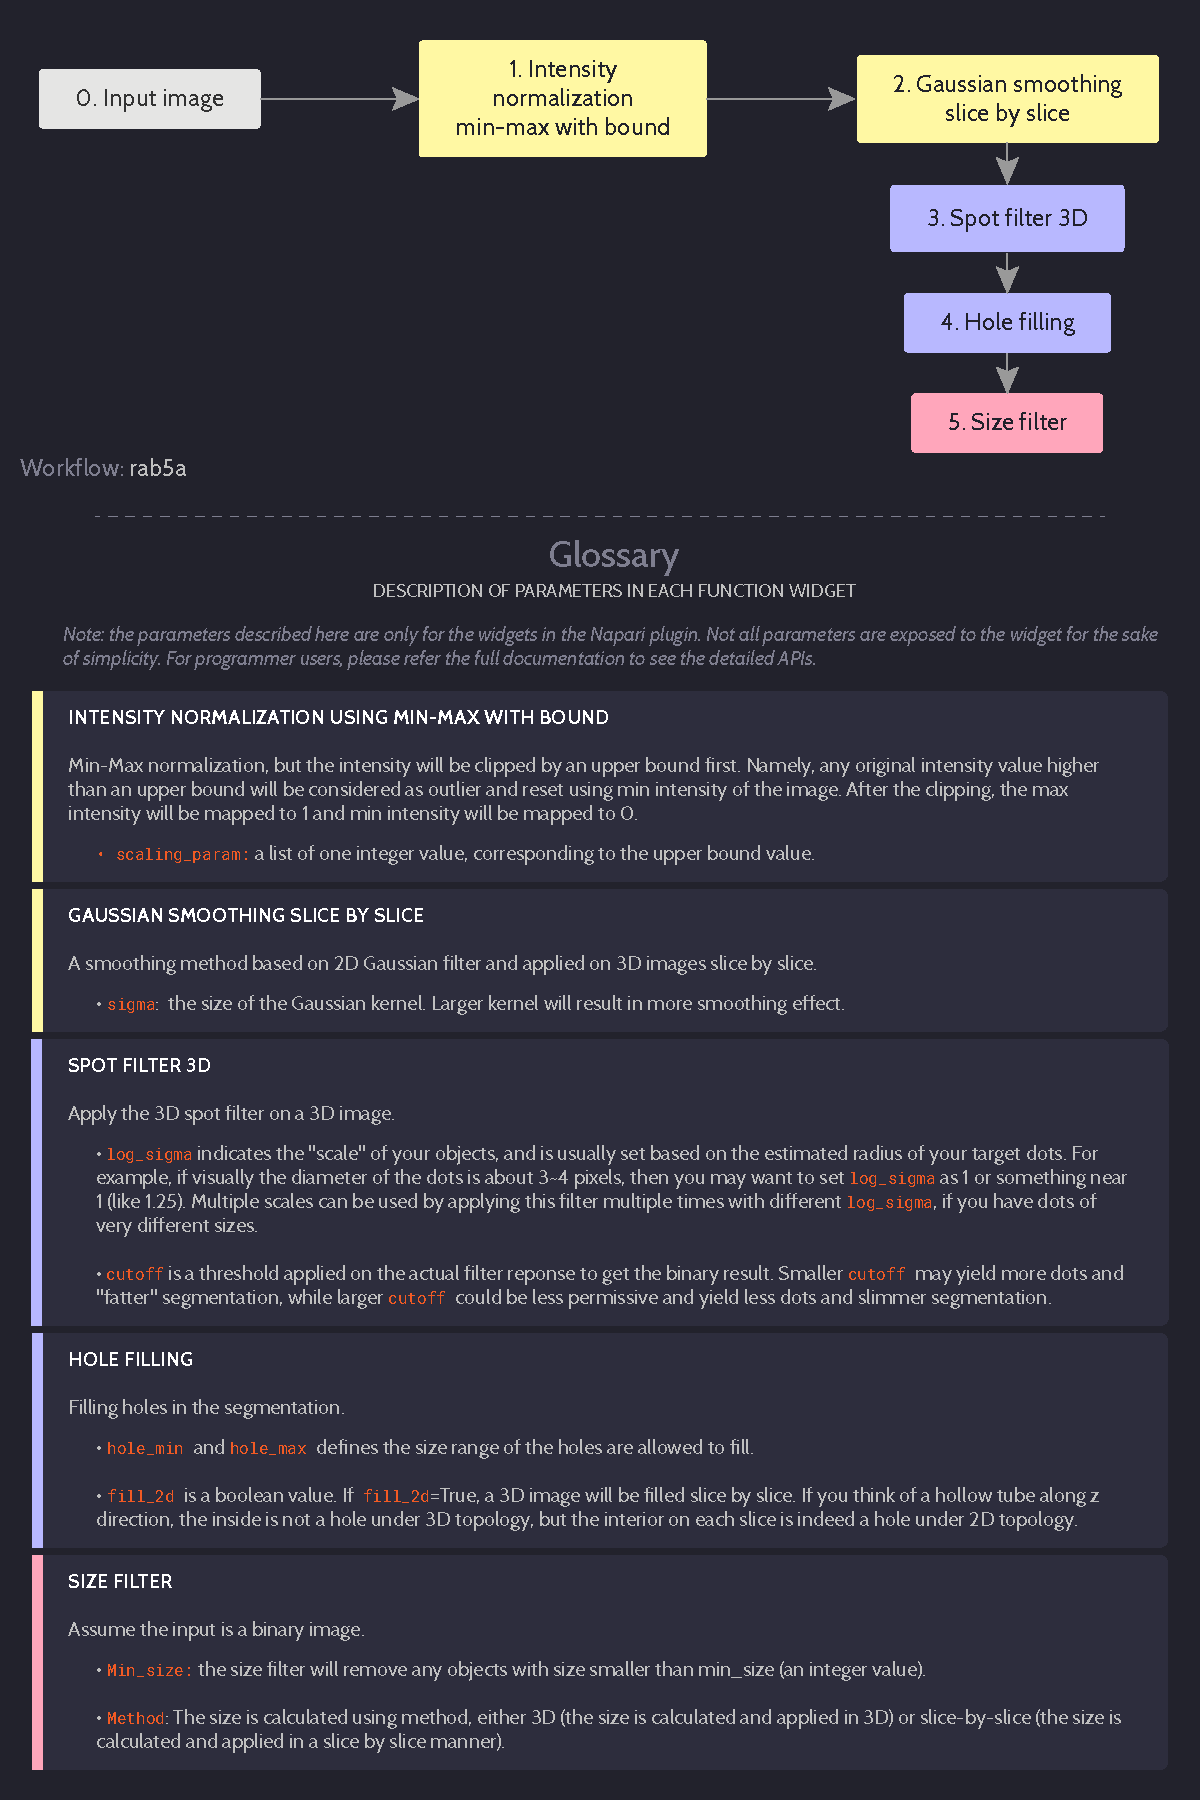 0. Input image
1. Intensity
normalization
min-max with bound
2. Gaussian smoothing
slice by slice
3. Spot filter 3D
4. Hole filling
5. Size filter
Workflow: rab5a
Glossary
DESCRIPTION OF PARAMETERS IN EACH FUNCTION WIDGET
Note: the parameters described here are only for the widgets in the Napari plugin. Not all parameters are exposed to the widget for the sake
of simplicity. For programmer users, please refer the full documentation to see the detailed APIs.
INTENSITY NORMALIZATION USING MIN-MAX WITH BOUND
Min-Max normalization, but the intensity will be clipped by an upper bound first. Namely, any original intensity value higher
than an upper bound will be considered as outlier and reset using min intensity of the image. After the clipping, the max
intensity will be mapped to 1 and min intensity will be mapped to 0.
• scaling_param: a list of one integer value, corresponding to the upper bound value.
GAUSSIAN SMOOTHING SLICE BY SLICE
A smoothing method based on 2D Gaussian filter and applied on 3D images slice by slice.
• sigma: the size of the Gaussian kernel. Larger kernel will result in more smoothing effect.
SPOT FILTER 3D
Apply the 3D spot filter on a 3D image.
• log_sigma indicates the "scale" of your objects, and is usually set based on the estimated radius of your target dots. For
example, if visually the diameter of the dots is about 3~4 pixels, then you may want to set log_sigma as 1 or something near
1 (like 1.25). Multiple scales can be used by applying this filter multiple times with different log_sigma, if you have dots of
very different sizes.
• cutoff is a threshold applied on the actual filter reponse to get the binary result. Smaller cutoff may yield more dots and
"fatter" segmentation, while larger cutoff could be less permissive and yield less dots and slimmer segmentation.
HOLE FILLING
Filling holes in the segmentation.
• hole_min and hole_max defines the size range of the holes are allowed to fill.
• fill_2d is a boolean value. If fill_2d=True, a 3D image will be filled slice by slice. If you think of a hollow tube along z
direction, the inside is not a hole under 3D topology, but the interior on each slice is indeed a hole under 2D topology.
SIZE FILTER
Assume the input is a binary image.
• Min_size: the size filter will remove any objects with size smaller than min_size (an integer value).
• Method: The size is calculated using method, either 3D (the size is calculated and applied in 3D) or slice-by-slice (the size is
calculated and applied in a slice by slice manner).